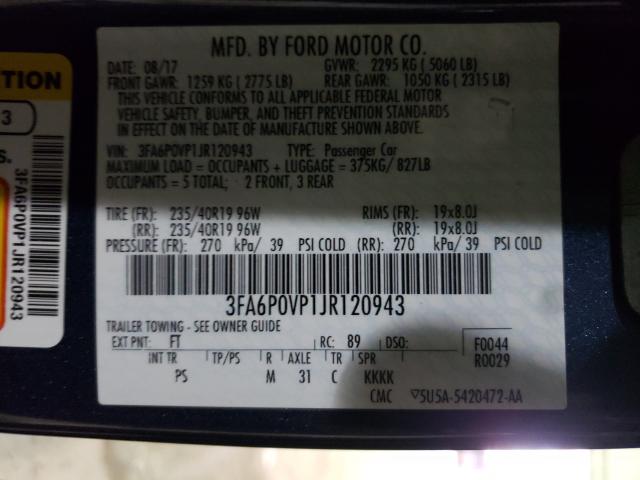 MFD. BY FORD MOTOR CO.
DATE: 08/17 GVWR: 2295 KG ( 5060 LB)
FRONT GAWR: 1259 KG ( 2775 LB) REAR GAWR: 1050 KG ( 2315 LB)
THIS VEHICLE CONFORMS TO ALL APPLICABLE FEDERAL MOTOR
VEHICLE SAFETY, BUMPER, AND THEFT PREVENTION STANDARDS
IN EFFECT ON THE DATE OF MANUFACTURE SHOWN ABOVE.
VIN: 3FA6P0VP1JR120943 TYPE: Passenger Car
MAXIMUM LOAD = OCCUPANTS + LUGGAGE = 375KG/ 827LB
OCCUPANTS = 5 TOTAL; 2 FRONT, 3 REAR
TIRE (FR): 235/40R19 96W RIMS (FR): 19x8.0J
(RR): 235/40R19 96W (RR): 19x8.0J
PRESSURE (FR): 270 kPa/ 39 PSI COLD (RR): 270 kPa/ 39 PSI COLD
3FA6P0VP1JR120943
TRAILER TOWING - SEE OWNER GUIDE
EXT PNT: FT RC: 89 DSO: F0044
INT TR TP/PS R AXLE TR SPR R0029
PS M 31 C KKKK
CMC ▽5U5A-5420472-AA
TION
3
S.
3FA6P0VP1JR120943